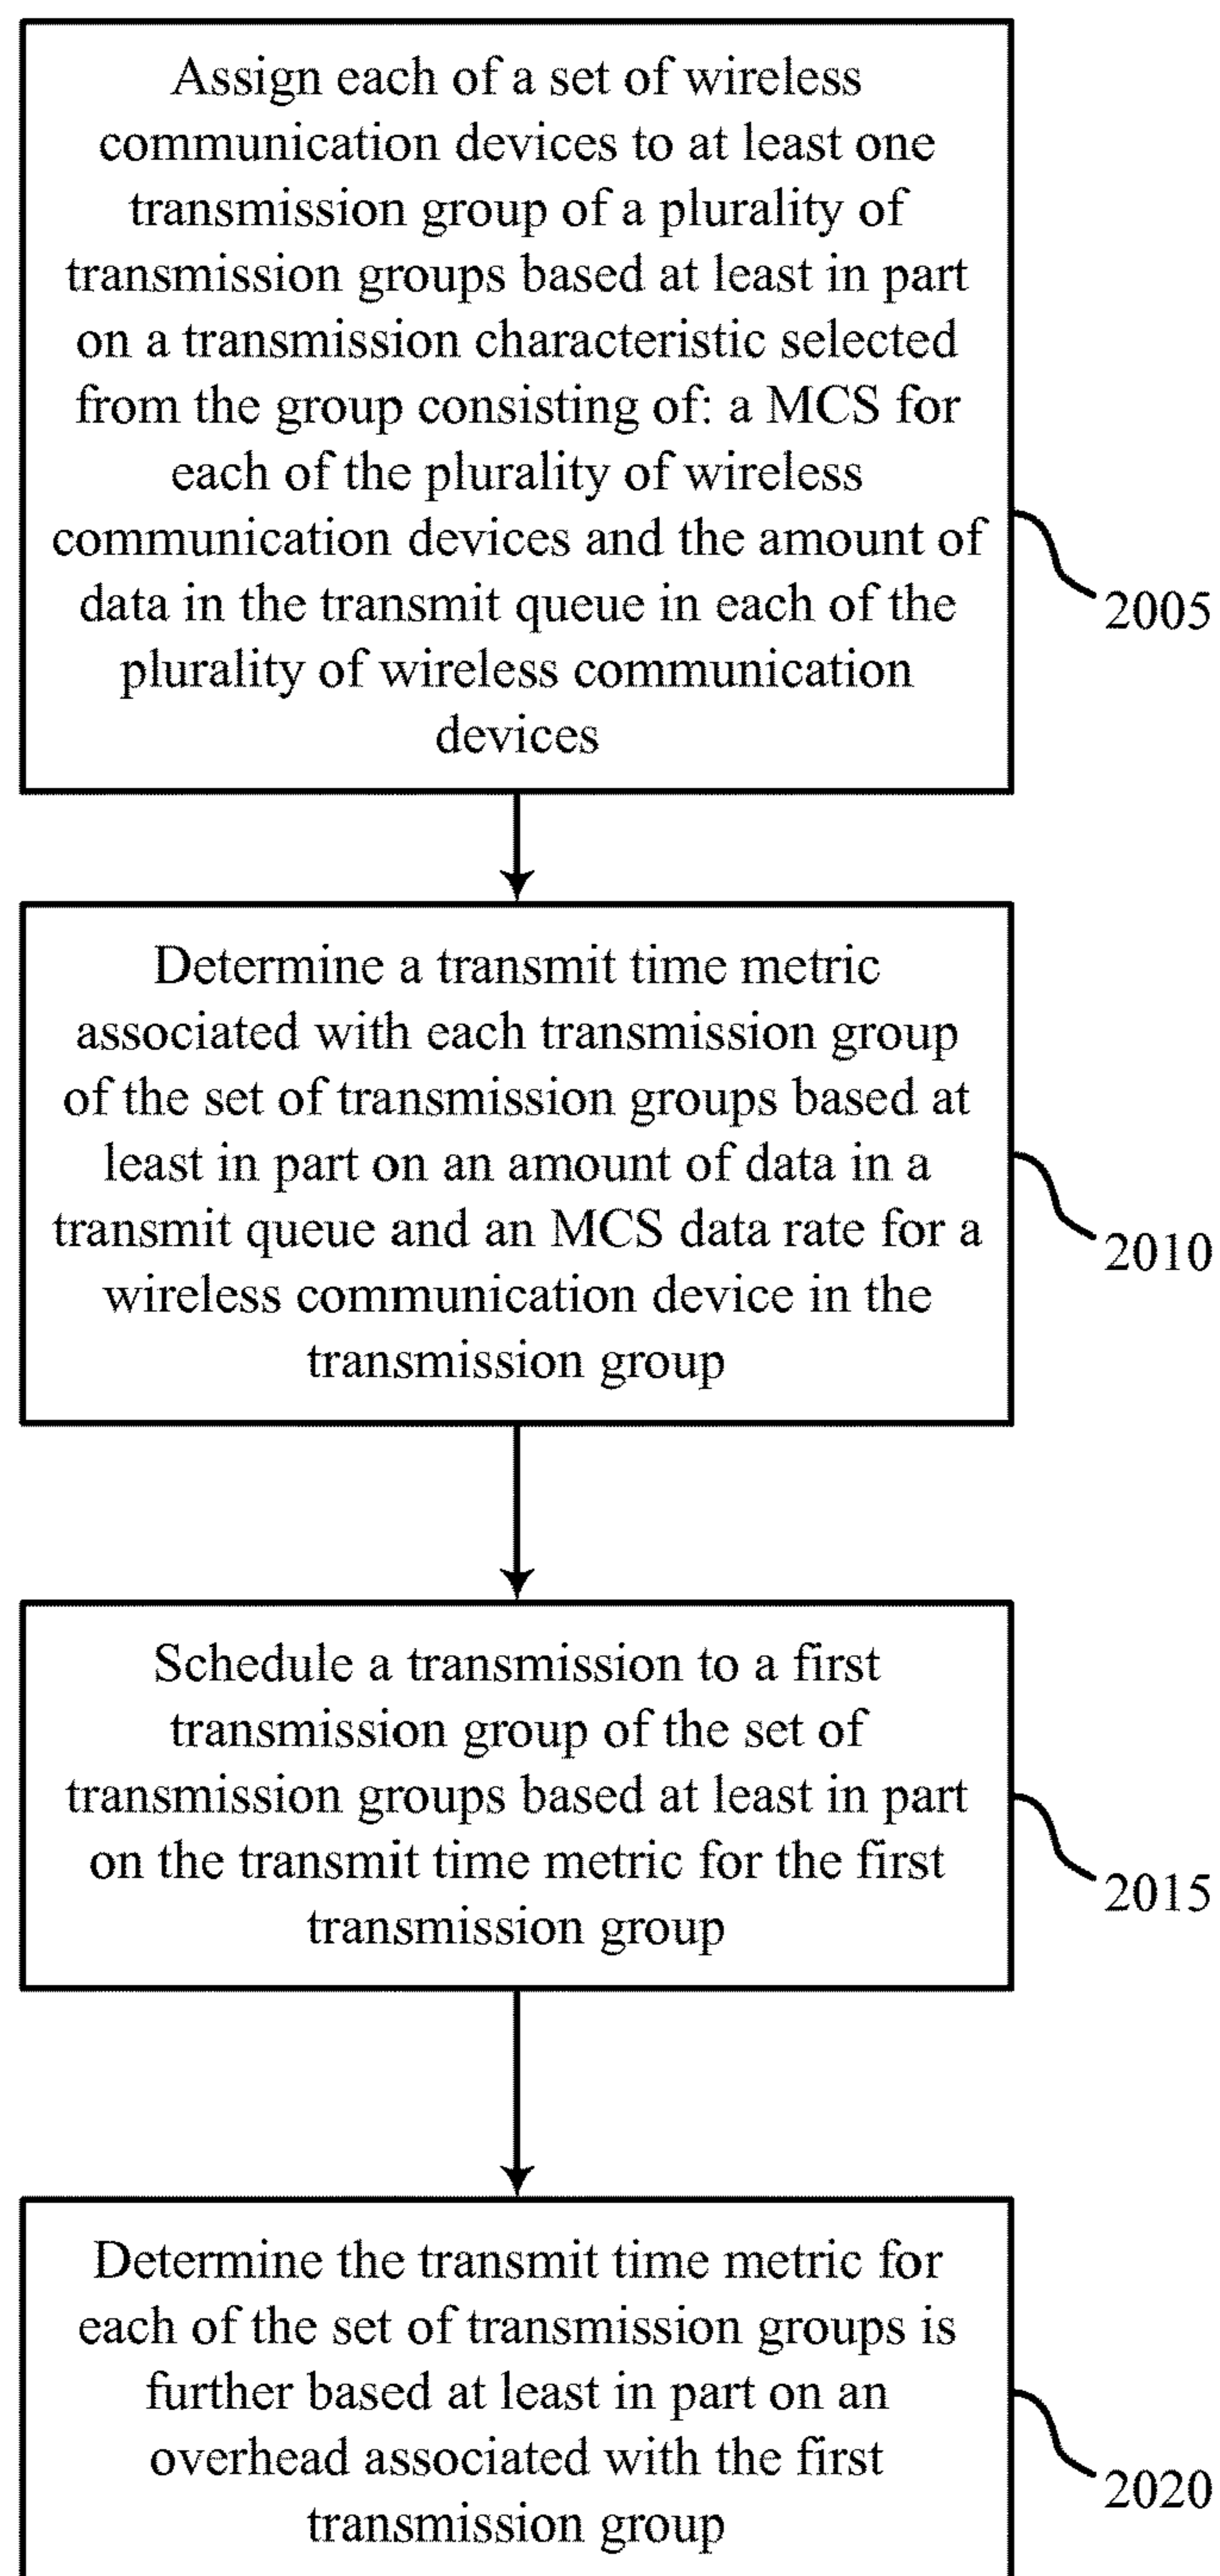 Assign each of a set of wireless
communication devices to at least one
transmission group of a plurality of
transmission groups based at least in part
on a transmission characteristic selected
from the group consisting of: a MCS for
each of the plurality of wireless
communication devices and the amount of
data in the transmit queue in each of the
plurality of wireless communication
devices
2005
Determine a transmit time metric
associated with each transmission group
of the set of transmission groups based at
least in part on an amount of data in a
transmit queue and an MCS data rate for a
wireless communication device in the
transmission group
2010
Schedule a transmission to a first
transmission group of the set of
transmission groups based at least in part
on the transmit time metric for the first
transmission group
2015
Determine the transmit time metric for
each of the set of transmission groups is
further based at least in part on an
overhead associated with the first
transmission group
2020